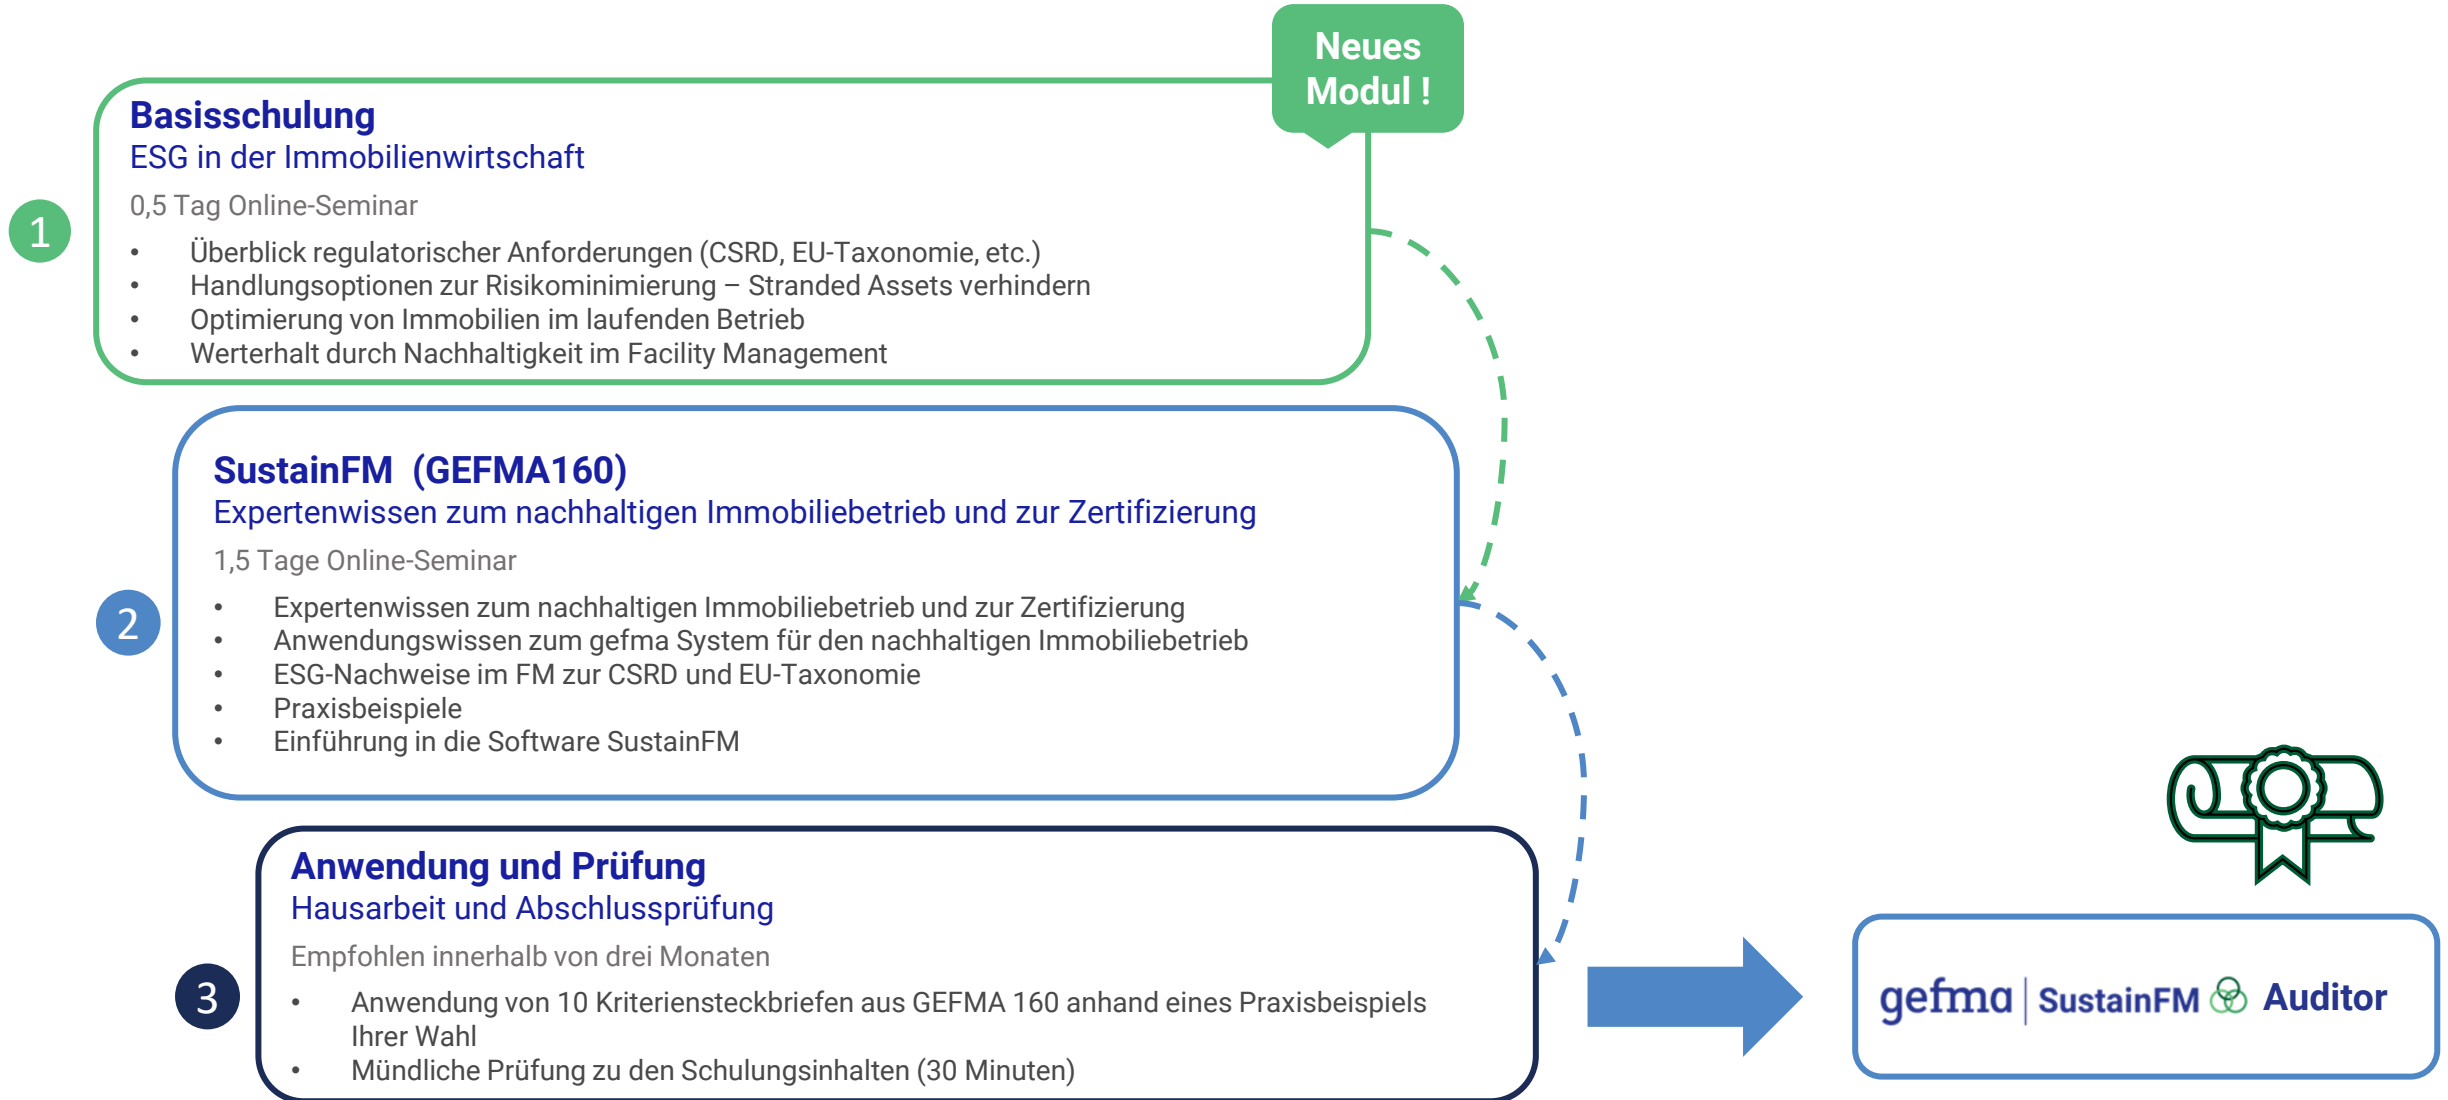 Neues
Modul !
1
Basisschulung
ESG in der Immobilienwirtschaft
0,5 Tag Online-Seminar
• Überblick regulatorischer Anforderungen (CSRD, EU-Taxonomie, etc.)
• Handlungsoptionen zur Risikominimierung – Stranded Assets verhindern
• Optimierung von Immobilien im laufenden Betrieb
• Werterhalt durch Nachhaltigkeit im Facility Management
2
SustainFM (GEFMA160)
Expertenwissen zum nachhaltigen Immobiliebetrieb und zur Zertifizierung
1,5 Tage Online-Seminar
• Expertenwissen zum nachhaltigen Immobiliebetrieb und zur Zertifizierung
• Anwendungswissen zum gefma System für den nachhaltigen Immobiliebetrieb
• ESG-Nachweise im FM zur CSRD und EU-Taxonomie
• Praxisbeispiele
• Einführung in die Software SustainFM
3
Anwendung und Prüfung
Hausarbeit und Abschlussprüfung
Empfohlen innerhalb von drei Monaten
• Anwendung von 10 Kriteriensteckbriefen aus GEFMA 160 anhand eines Praxisbeispiels
Ihrer Wahl
• Mündliche Prüfung zu den Schulungsinhalten (30 Minuten)
gefma | SustainFM Auditor